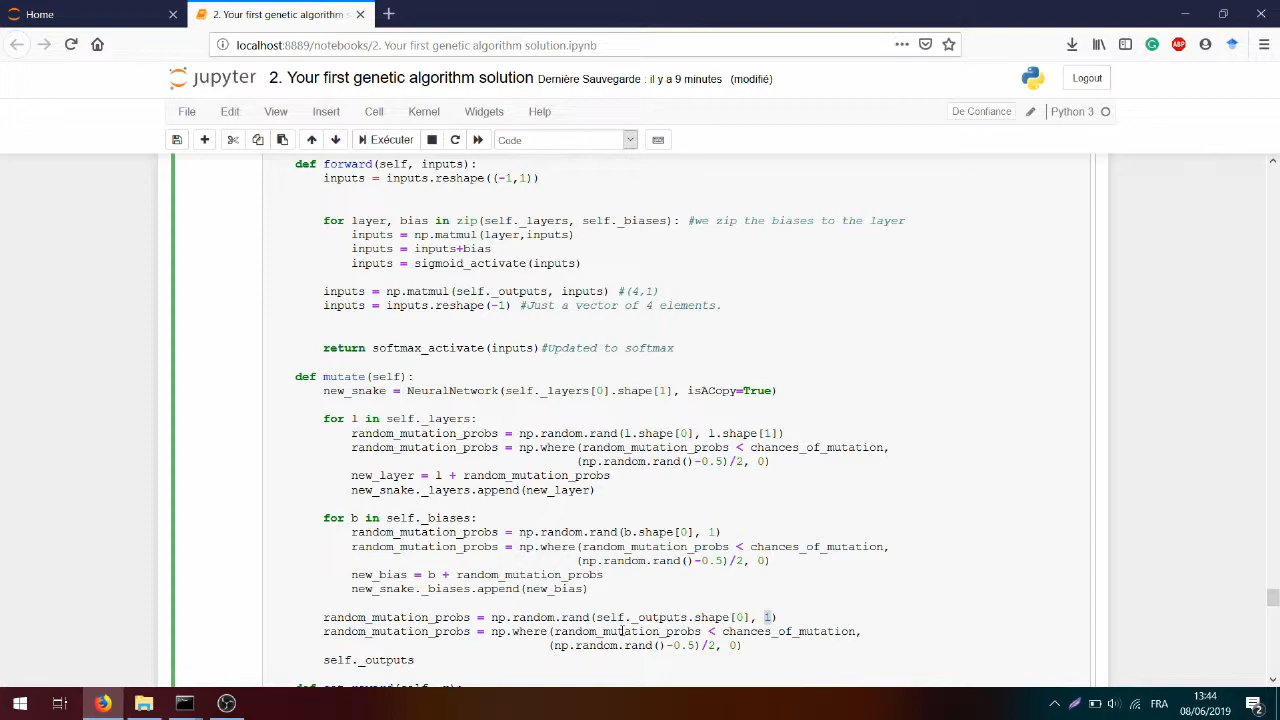 Home
2. Your first genetic algorithm s
localhost:8889/notebooks/2. Your first genetic algorithm solution.ipynb
ABP
jupyter 2. Your first genetic algorithm solution Dernière Sauvegarde : il y a 9 minutes (modifié)
Logout
File Edit View Insert Cell Kernel Widgets Help
De Confiance
Python 3
Exécuter
Code
def forward(self, inputs):
inputs = inputs.reshape((-1,1))
for layer, bias in zip(self._layers, self._biases): #we zip the biases to the layer
inputs = np.matmul(layer,inputs)
inputs = inputs+bias
inputs = sigmoid_activate(inputs)
inputs = np.matmul(self._outputs, inputs) #(4,1)
inputs = inputs.reshape(-1) #Just a vector of 4 elements.
return softmax_activate(inputs)#Updated to softmax
def mutate(self):
new_snake = NeuralNetwork(self._layers[0].shape[1], isACopy=True)
for l in self._layers:
random_mutation_probs = np.random.rand(l.shape[0], l.shape[1])
random_mutation_probs = np.where(random_mutation_probs < chances_of_mutation,
(np.random.rand()-0.5)/2, 0)
new_layer = l + random_mutation_probs
new_snake._layers.append(new_layer)
for b in self._biases:
random_mutation_probs = np.random.rand(b.shape[0], 1)
random_mutation_probs = np.where(random_mutation_probs < chances_of_mutation,
(np.random.rand()-0.5)/2, 0)
new_bias = b + random_mutation_probs
new_snake._biases.append(new_bias)
random_mutation_probs = np.random.rand(self._outputs.shape[0], 1)
random_mutation_probs = np.where(random_mutation_probs < chances_of_mutation,
(np.random.rand()-0.5)/2, 0)
self._outputs
FRA
13:44
08/06/2019
2